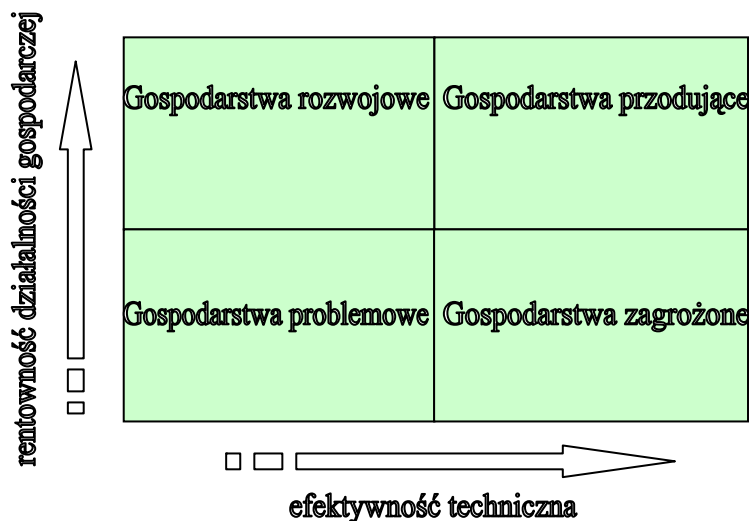 rentowność działalności gospodarczej
Gospodarstwa rozwojowe
Gospodarstwa przodujące
Gospodarstwa problemowe
Gospodarstwa zagrożone
efektywność techniczna